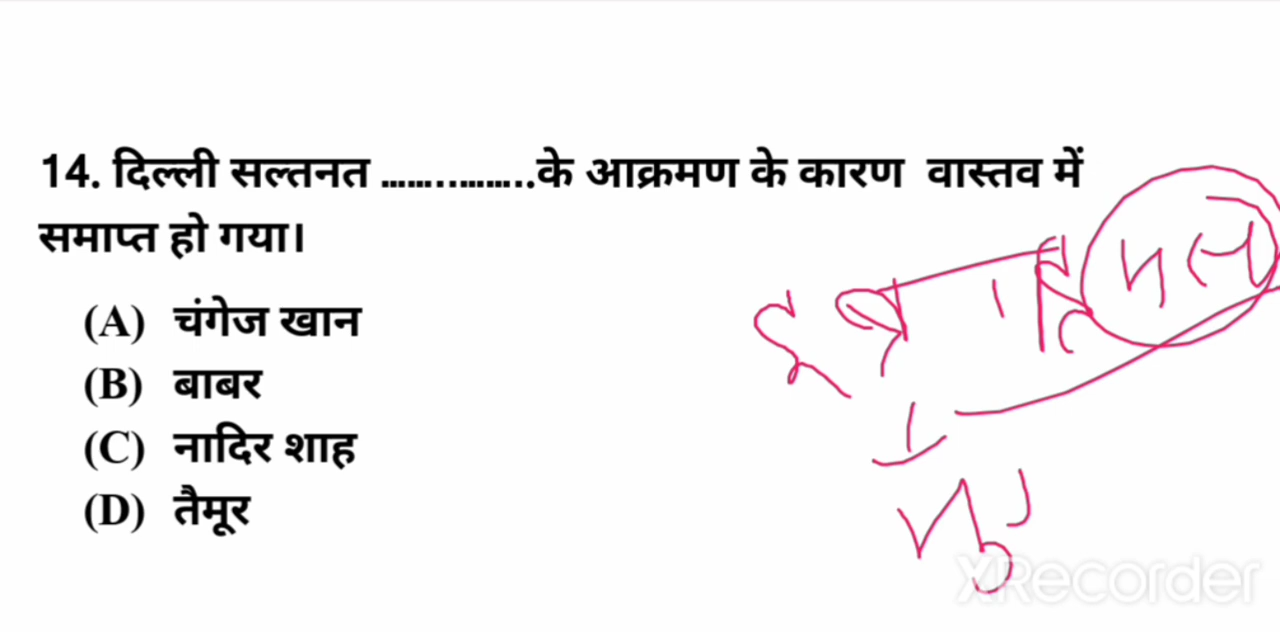 14. दिल्ली सल्तनत ……..……..के आक्रमण के कारण वास्तव में
समाप्त हो गया।
(A) चंगेज खान
(B) बाबर
(C) नादिर शाह
(D) तैमूर
XRecorder